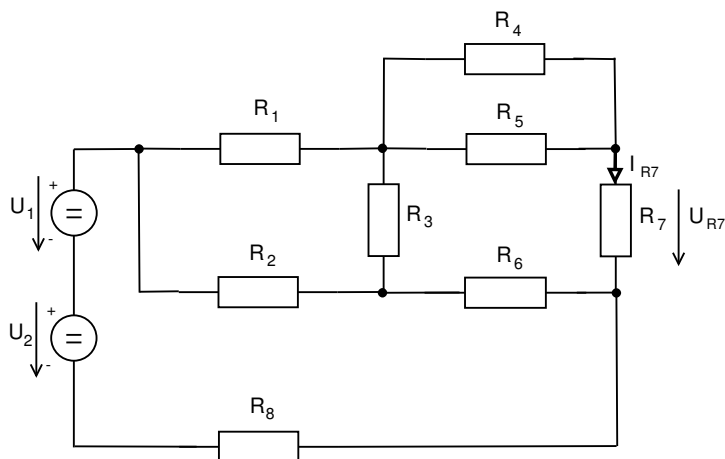 R4
R1
R5
IR7
+
U1
-
R3
R7
UR7
R2
R6
+
U2
-
R8